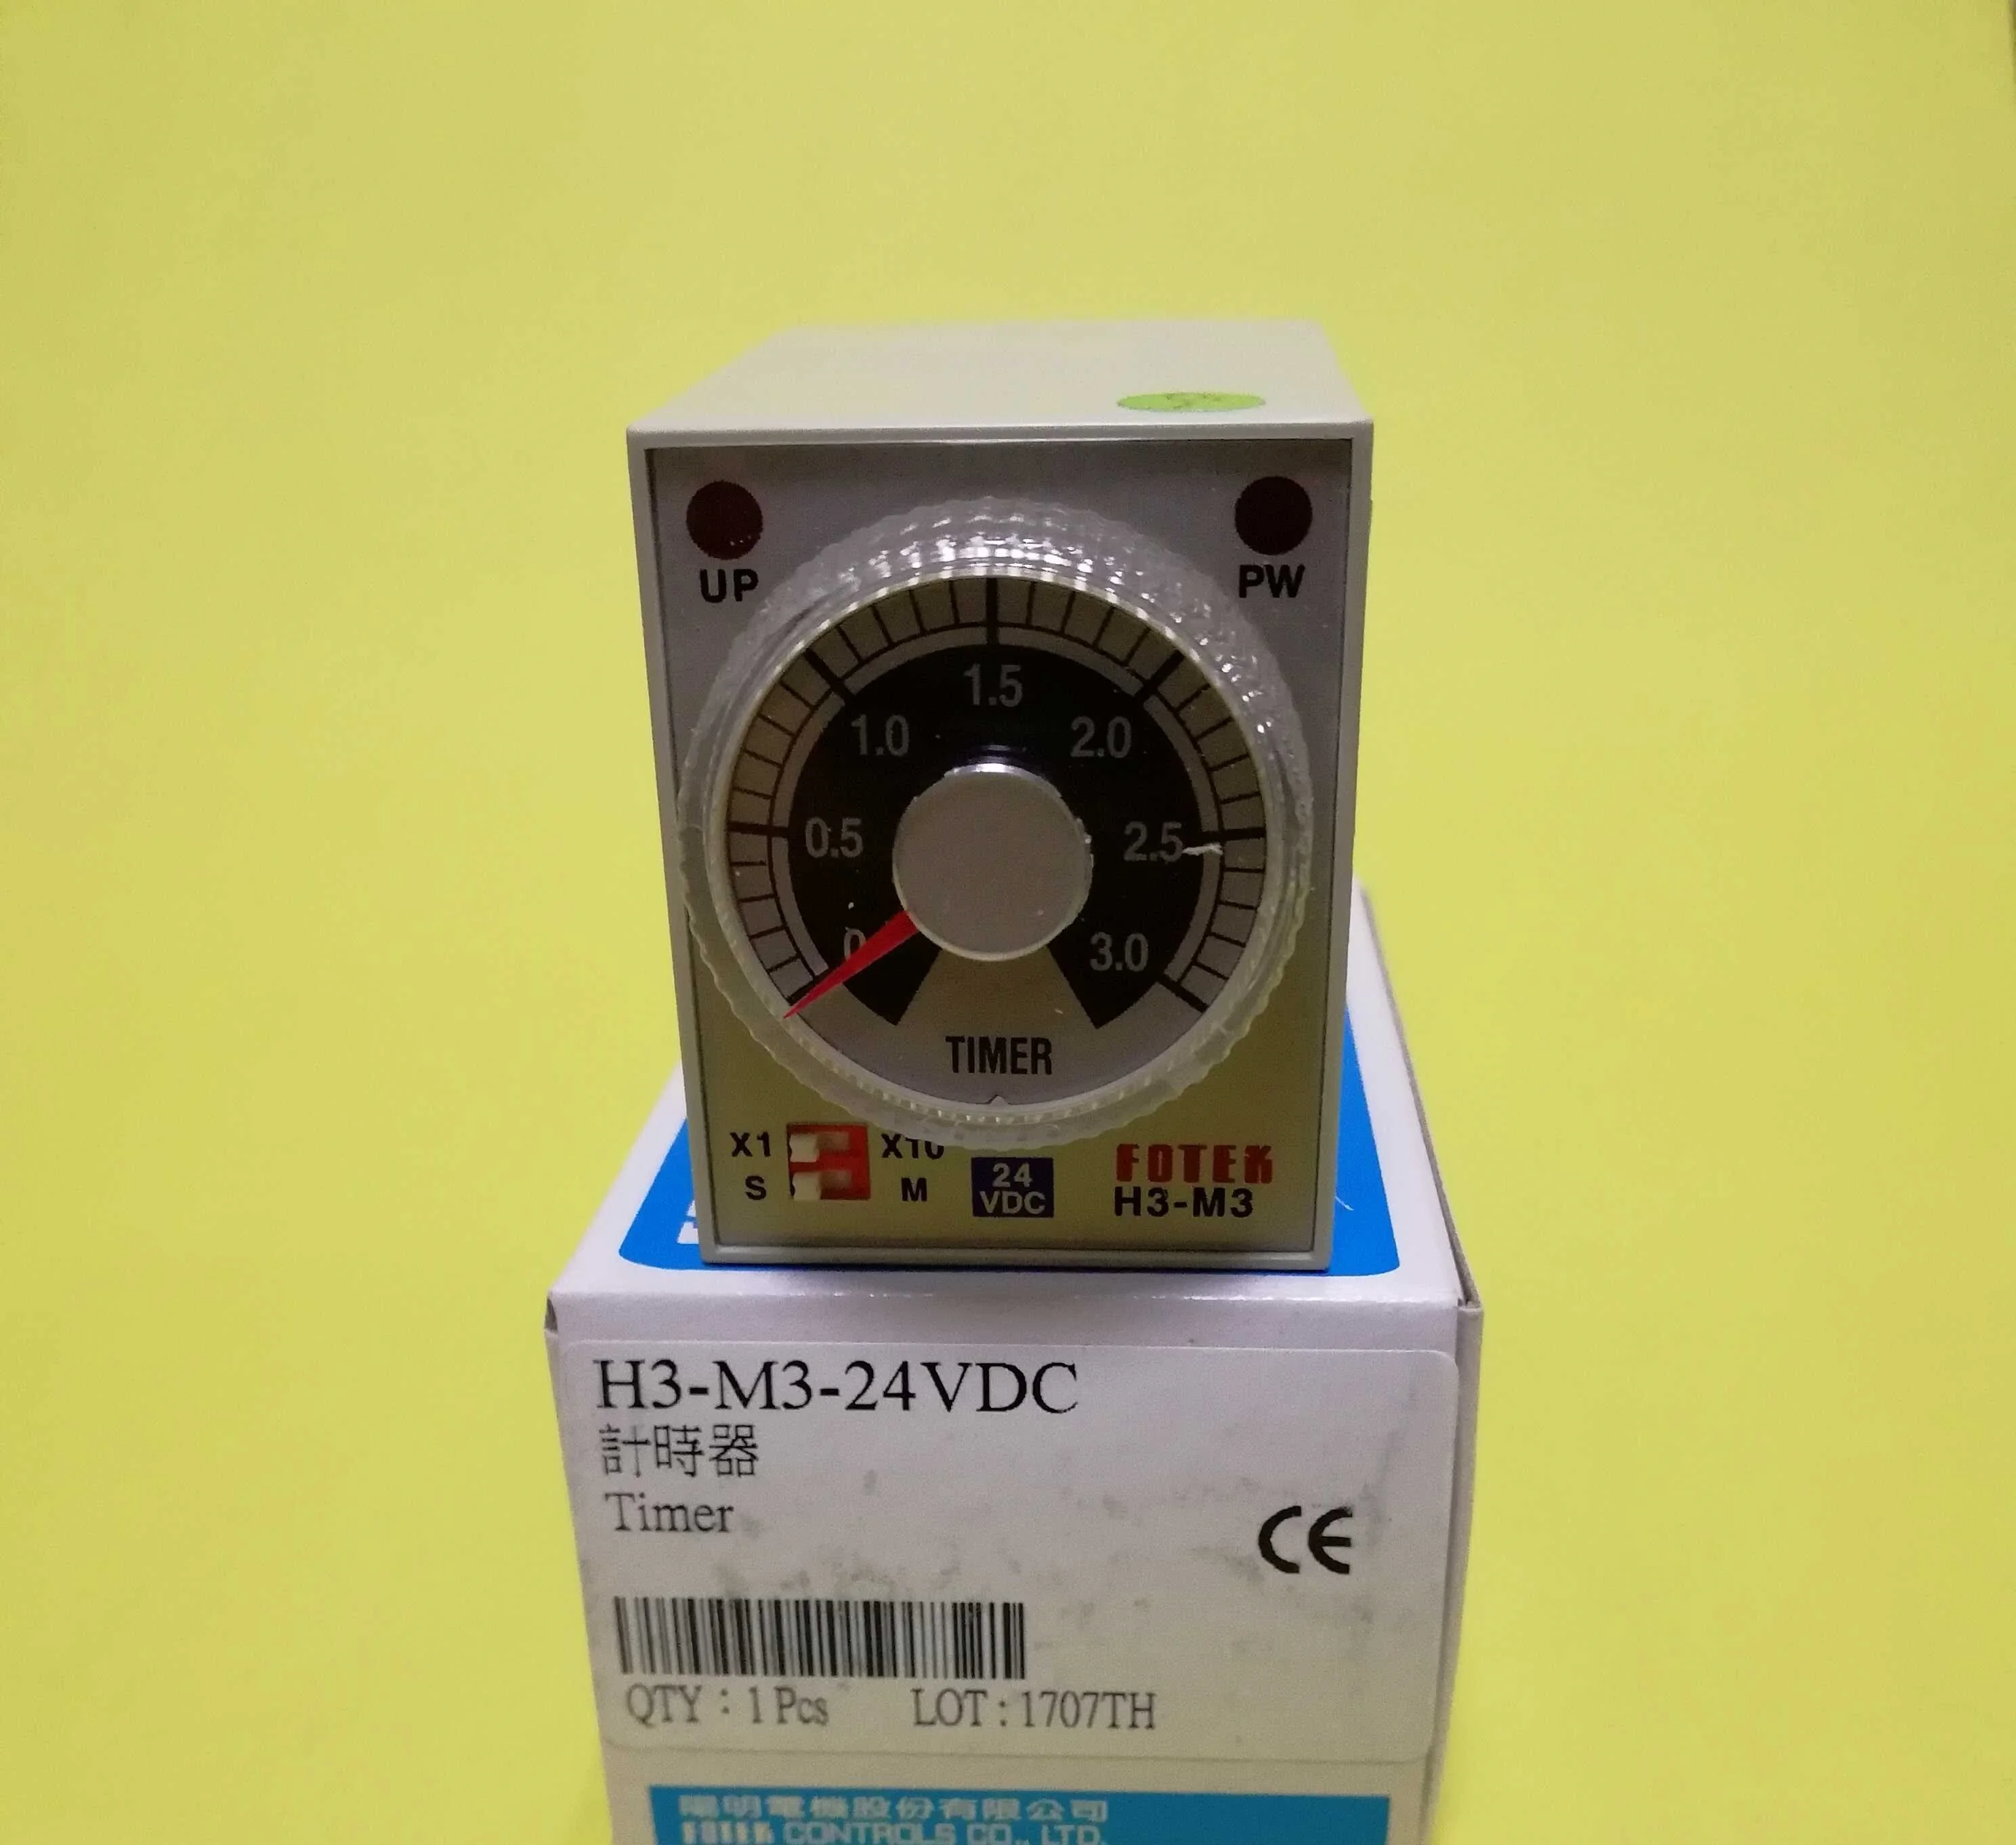 UP
PW
1.5
1.0
2.0
0.5
2.5
0
3.0
TIMER
X1 X10
S M
24
VDC
FOTEK
H3-M3
H3-M3-24VDC
計時器
Timer
CE
QTY : 1 Pcs LOT : 1707TH
陽明電機股份有限公司
FOTEK CONTROLS CO., LTD.